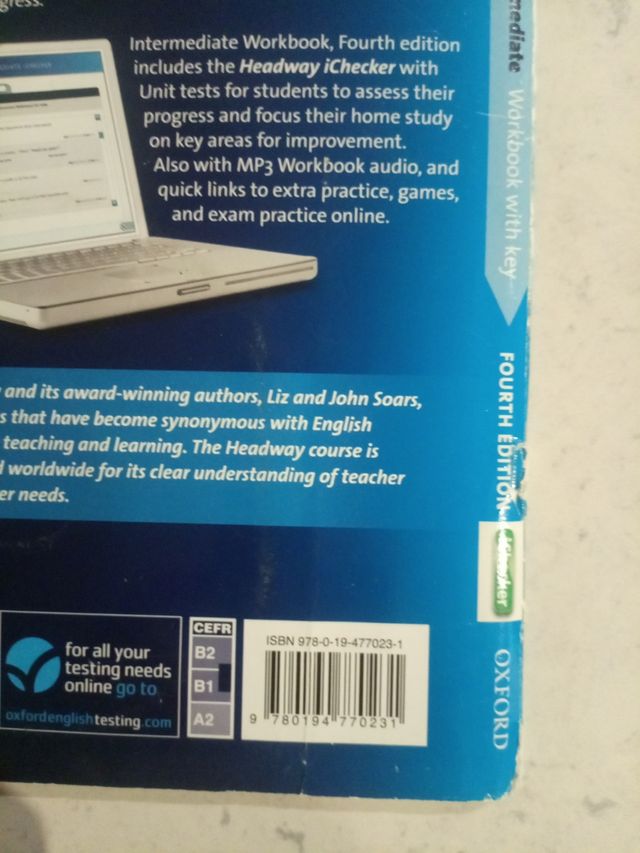 gress.
Intermediate Workbook, Fourth edition
includes the Headway iChecker with
Unit tests for students to assess their
progress and focus their home study
on key areas for improvement.
Also with MP3 Workbook audio, and
quick links to extra practice, games,
and exam practice online.
and its award-winning authors, Liz and John Soars,
s that have become synonymous with English
teaching and learning. The Headway course is
worldwide for its clear understanding of teacher
er needs.
for all your
testing needs
online go to
oxfordenglishtesting.com
CEFR
B2
B1
A2
ISBN 978-0-19-477023-1
9 780194 770231
mediate Workbook with key
FOURTH EDITION
iChecker
OXFORD